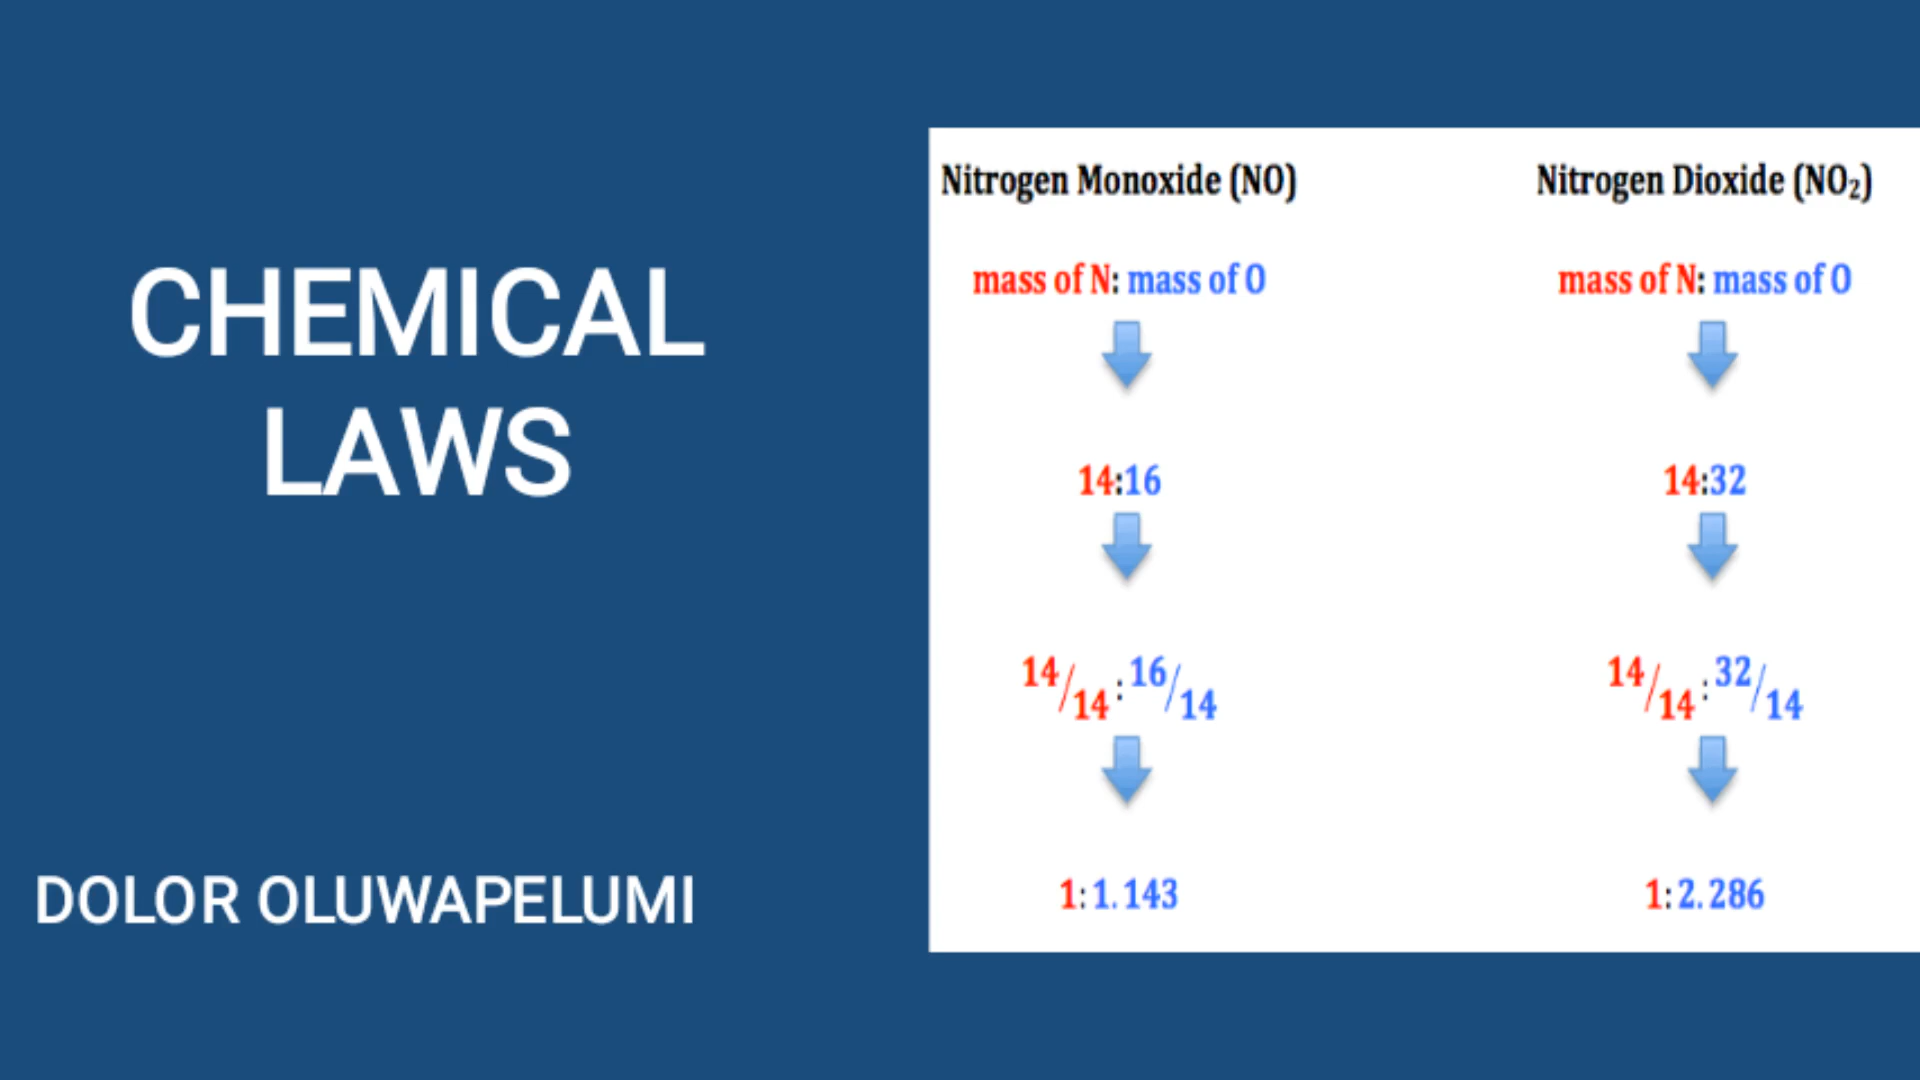 CHEMICAL
LAWS
DOLOR OLUWAPELUMI
Nitrogen Monoxide (NO)
mass of N: mass of O
14:16
14/14 : 16/14
1:1.143
Nitrogen Dioxide (NO₂)
mass of N: mass of O
14:32
14/14 : 32/14
1:2.286